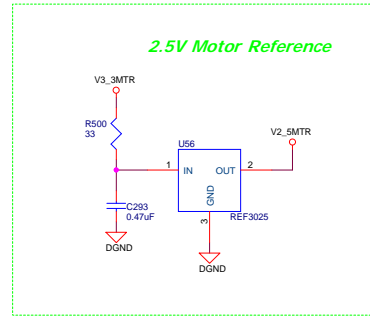 2.5V Motor Reference
V3_3MTR
R500
33
U56
V2_5MTR
1
IN
OUT
2
GND
C293
0.47uF
3
REF3025
DGND
DGND